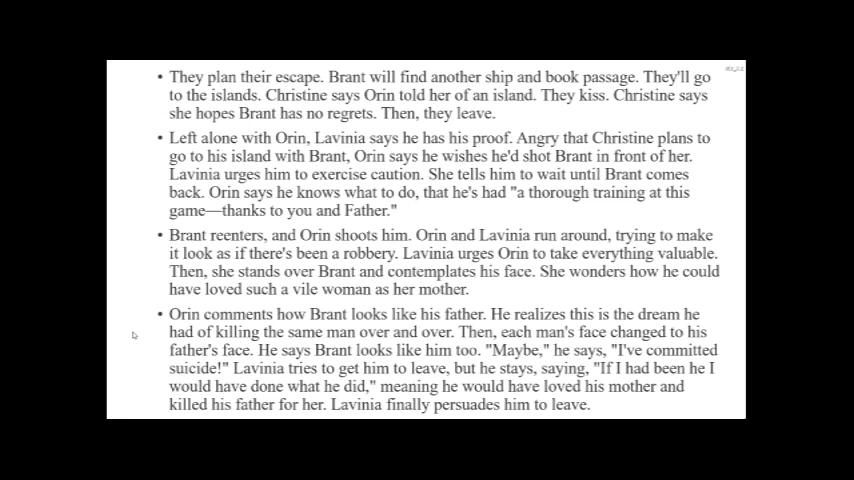 • They plan their escape. Brant will find another ship and book passage. They'll go
to the islands. Christine says Orin told her of an island. They kiss. Christine says
she hopes Brant has no regrets. Then, they leave.
• Left alone with Orin, Lavinia says he has his proof. Angry that Christine plans to
go to his island with Brant, Orin says he wishes he'd shot Brant in front of her.
Lavinia urges him to exercise caution. She tells him to wait until Brant comes
back. Orin says he knows what to do, that he's had "a thorough training at this
game—thanks to you and Father."
• Brant reenters, and Orin shoots him. Orin and Lavinia run around, trying to make
it look as if there's been a robbery. Lavinia urges Orin to take everything valuable.
Then, she stands over Brant and contemplates his face. She wonders how he could
have loved such a vile woman as her mother.
• Orin comments how Brant looks like his father. He realizes this is the dream he
had of killing the same man over and over. Then, each man's face changed to his
father's face. He says Brant looks like him too. "Maybe," he says, "I've committed
suicide!" Lavinia tries to get him to leave, but he stays, saying, "If I had been he I
would have done what he did," meaning he would have loved his mother and
killed his father for her. Lavinia finally persuades him to leave.